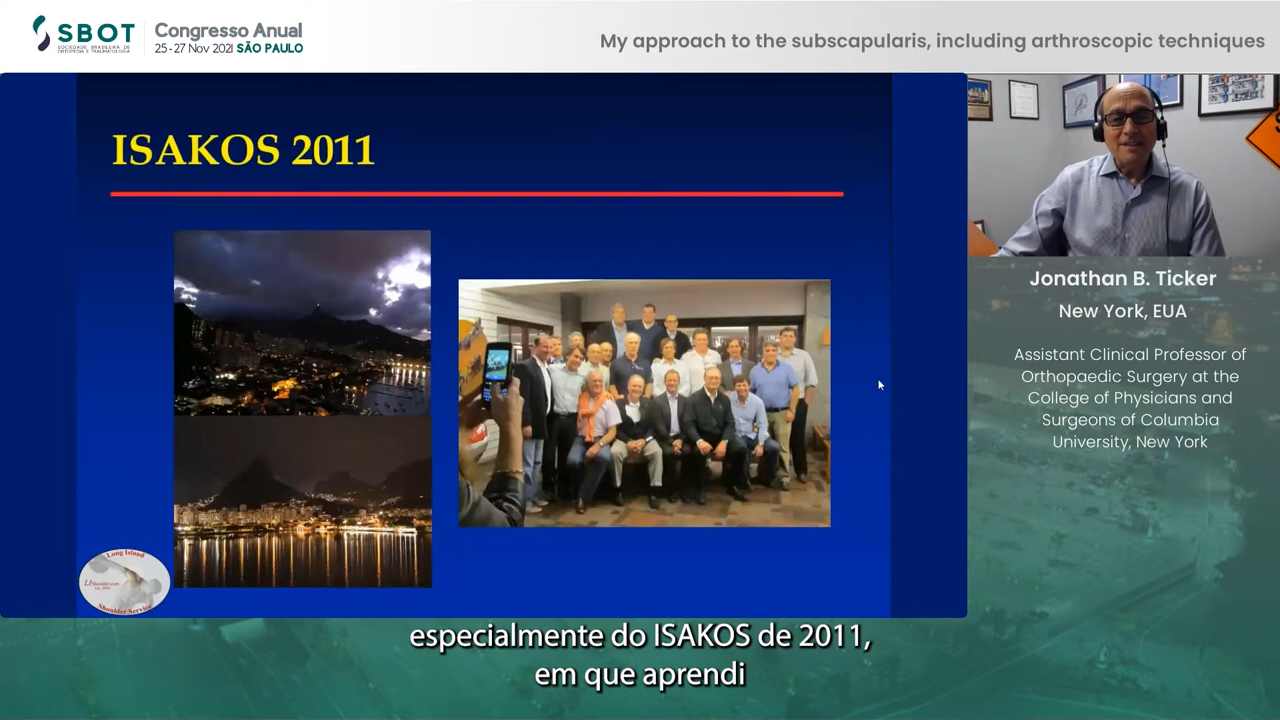 SBOT
SOCIEDADE BRASILEIRA DE
ORTOPEDIA E TRAUMATOLOGIA
Congresso Anual
25-27 Nov 2021 SÃO PAULO
My approach to the subscapularis, including arthroscopic techniques
ISAKOS 2011
Jonathan B. Ticker
New York, EUA
Assistant Clinical Professor of
Orthopaedic Surgery at the
College of Physicians and
Surgeons of Columbia
University, New York
Long Island
LIShoulder.com
Shoulder Service
especialmente do ISAKOS de 2011,
em que aprendi